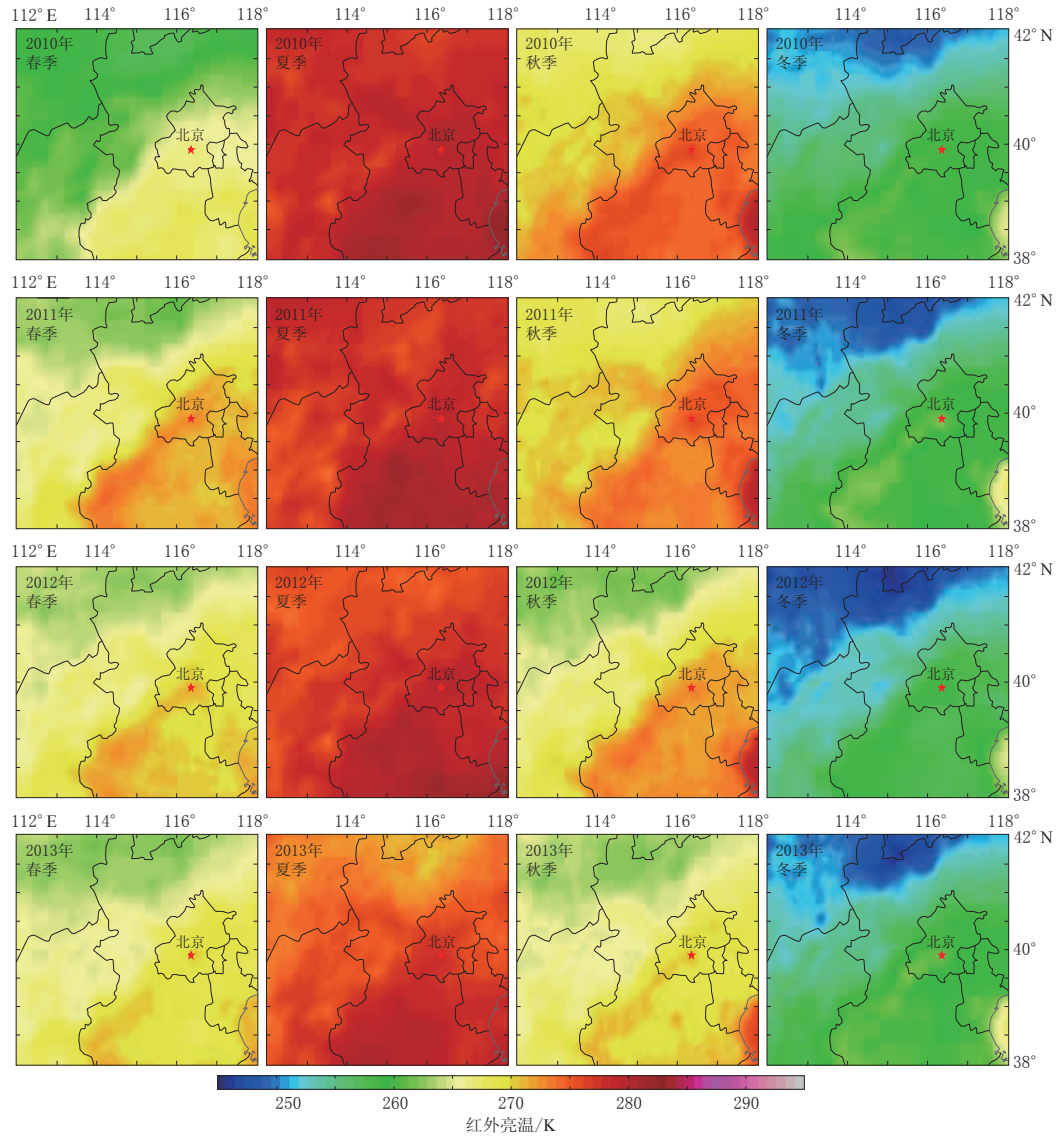 112° E 114° 116° 118° 114° 116° 118° 114° 116° 118° 114° 116° 118°
2010年 2010年 2010年 2010年 42° N
春季 夏季 秋季 冬季
北京 北京 北京 北京
40°
38°
112° E 114° 116° 118° 114° 116° 118° 114° 116° 118° 114° 116° 118°
2011年 2011年 2011年 2011年 42° N
春季 夏季 秋季 冬季
北京 北京 北京 北京
40°
38°
112° E 114° 116° 118° 114° 116° 118° 114° 116° 118° 114° 116° 118°
2012年 2012年 2012年 2012年 42° N
春季 夏季 秋季 冬季
北京 北京 北京 北京
40°
38°
112° E 114° 116° 118° 114° 116° 118° 114° 116° 118° 114° 116° 118°
2013年 2013年 2013年 2013年 42° N
春季 夏季 秋季 冬季
北京 北京 北京 北京
40°
38°
250 260 270 280 290
红外亮温/K